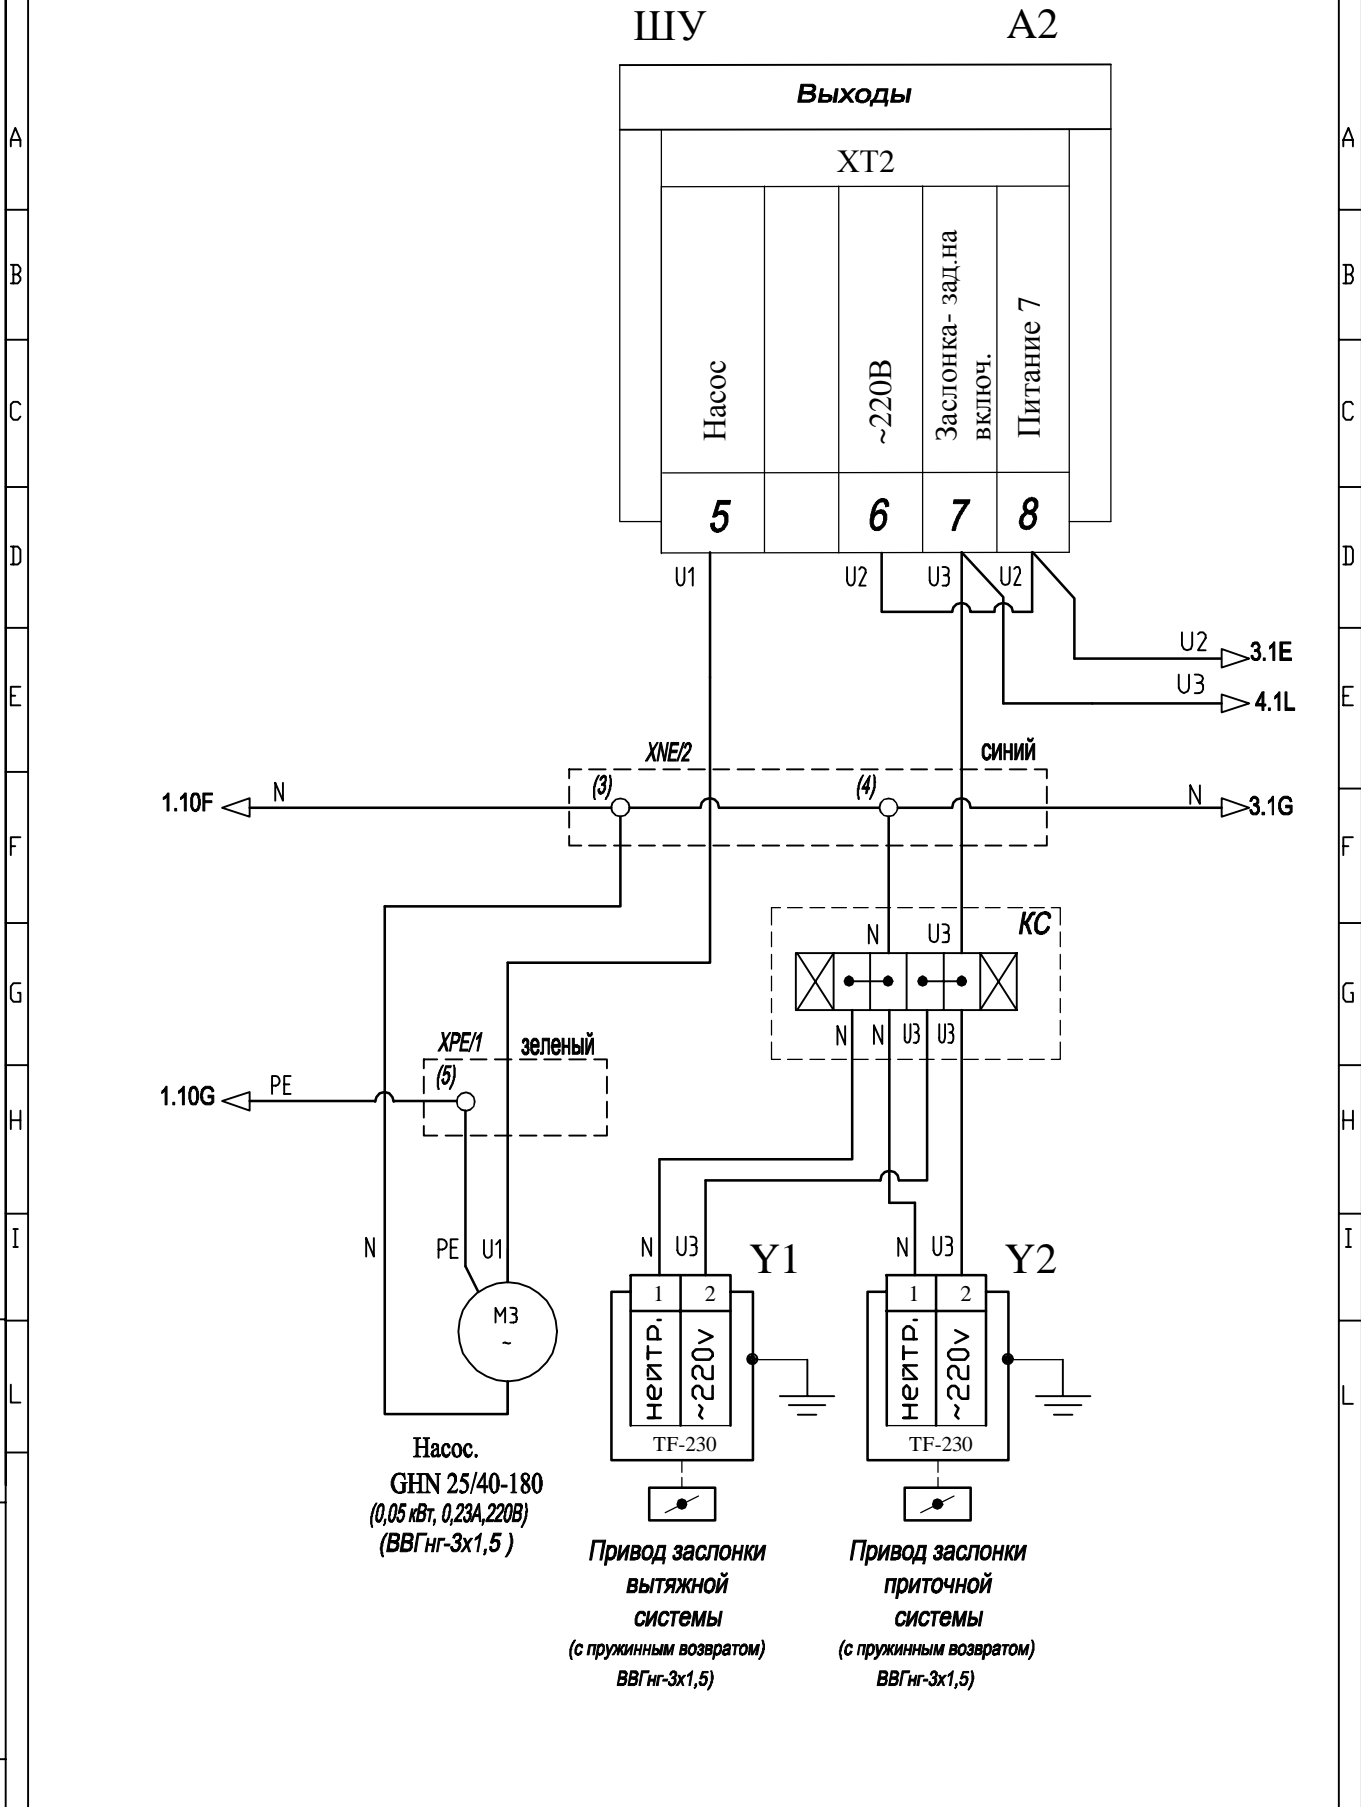 ШУ A2
Выходы
XT2
Насос
~220В
Заслонка- зад.на
включ.
Питание 7
5 6 7 8
U1 U2 U3 U2
U2 3.1E
U3 4.1L
XNE/2 синий
(3) (4)
1.10F N N 3.1G
КС
N U3
N N U3 U3
XPE/1 зеленый
(5)
1.10G PE
N PE U1 N U3 Y1 N U3 Y2
1 2 1 2
М3
~
нейтр.
~220v
нейтр.
~220v
TF-230 TF-230
Насос.
GHN 25/40-180
(0,05 кВт, 0,23А,220В)
(ВВГнг-3х1,5 )
Привод заслонки
вытяжной
системы
(с пружинным возвратом)
ВВГнг-3х1,5)
Привод заслонки
приточной
системы
(с пружинным возвратом)
ВВГнг-3х1,5)
A A
B B
C C
D D
E E
F F
G G
H H
I I
L L